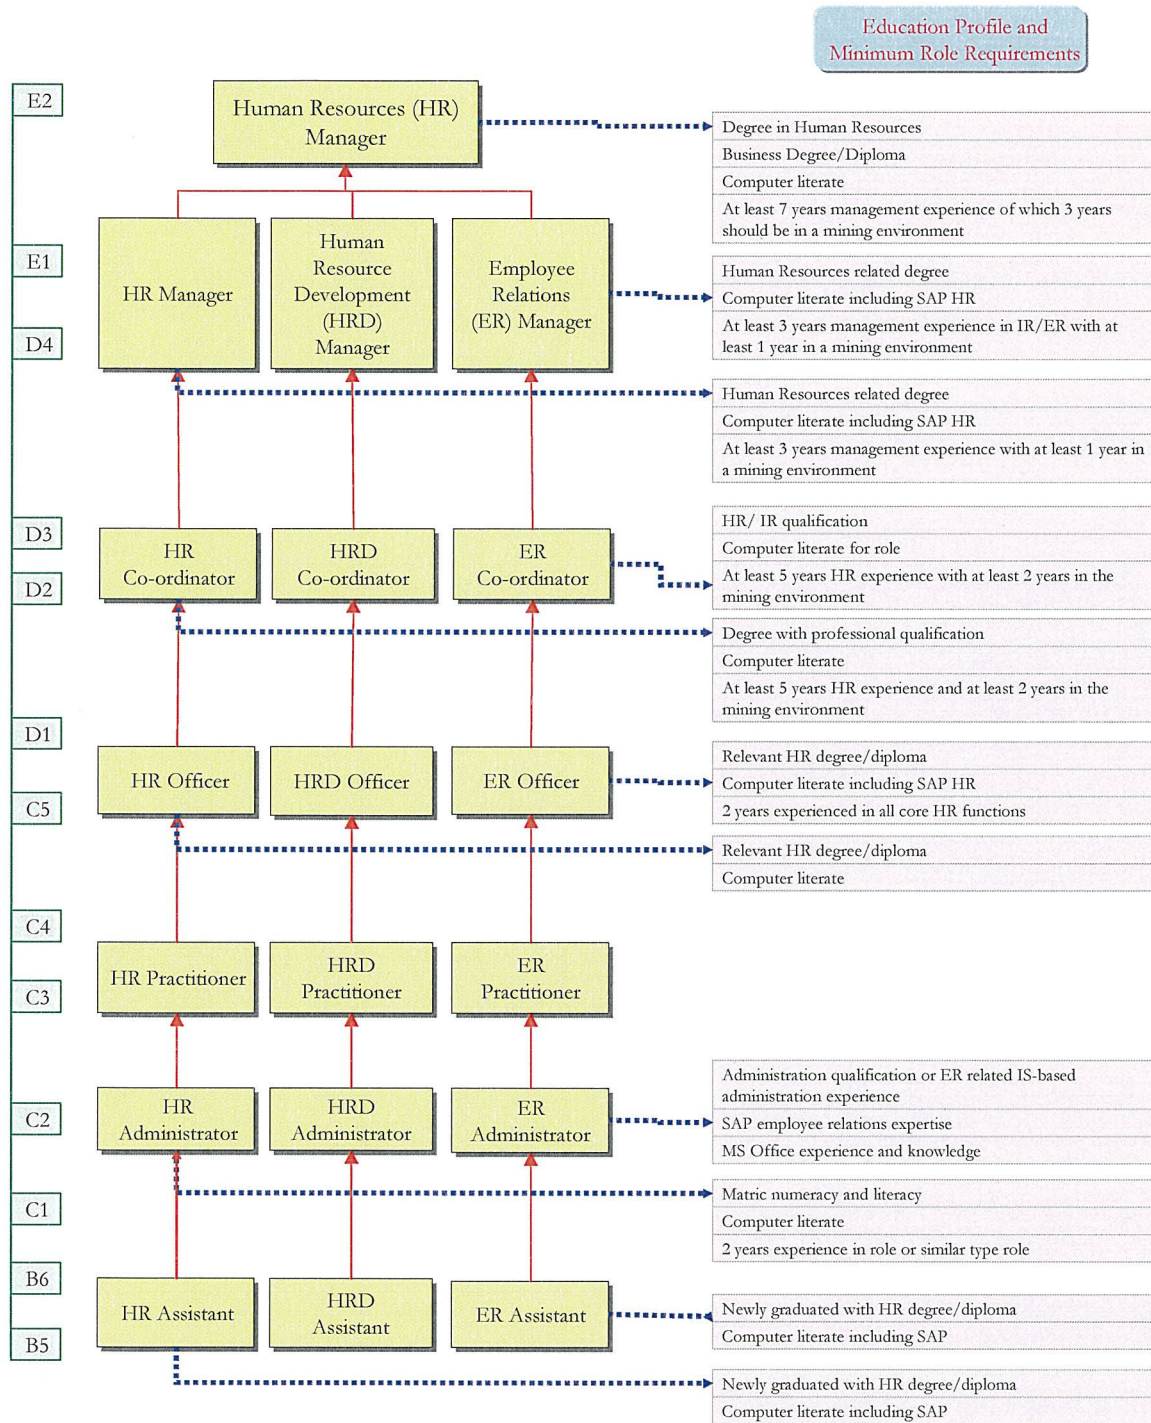 Education Profile and
Minimum Role Requirements
E2
Human Resources (HR)
Manager
Degree in Human Resources
Business Degree/Diploma
Computer literate
At least 7 years management experience of which 3 years
should be in a mining environment
E1
D4
HR Manager
Human
Resource
Development
(HRD)
Manager
Employee
Relations
(ER) Manager
Human Resources related degree
Computer literate including SAP HR
At least 3 years management experience in IR/ER with at
least 1 year in a mining environment
Human Resources related degree
Computer literate including SAP HR
At least 3 years management experience with at least 1 year in
a mining environment
D3
D2
HR
Co-ordinator
HRD
Co-ordinator
ER
Co-ordinator
HR/ IR qualification
Computer literate for role
At least 5 years HR experience with at least 2 years in the
mining environment
Degree with professional qualification
Computer literate
At least 5 years HR experience and at least 2 years in the
mining environment
D1
C5
HR Officer
HRD Officer
ER Officer
Relevant HR degree/diploma
Computer literate including SAP HR
2 years experienced in all core HR functions
Relevant HR degree/diploma
Computer literate
C4
C3
HR Practitioner
HRD
Practitioner
ER
Practitioner
C2
HR
Administrator
HRD
Administrator
ER
Administrator
Administration qualification or ER related IS-based
administration experience
SAP employee relations expertise
MS Office experience and knowledge
C1
Matric numeracy and literacy
Computer literate
2 years experience in role or similar type role
B6
B5
HR Assistant
HRD
Assistant
ER Assistant
Newly graduated with HR degree/diploma
Computer literate including SAP
Newly graduated with HR degree/diploma
Computer literate including SAP